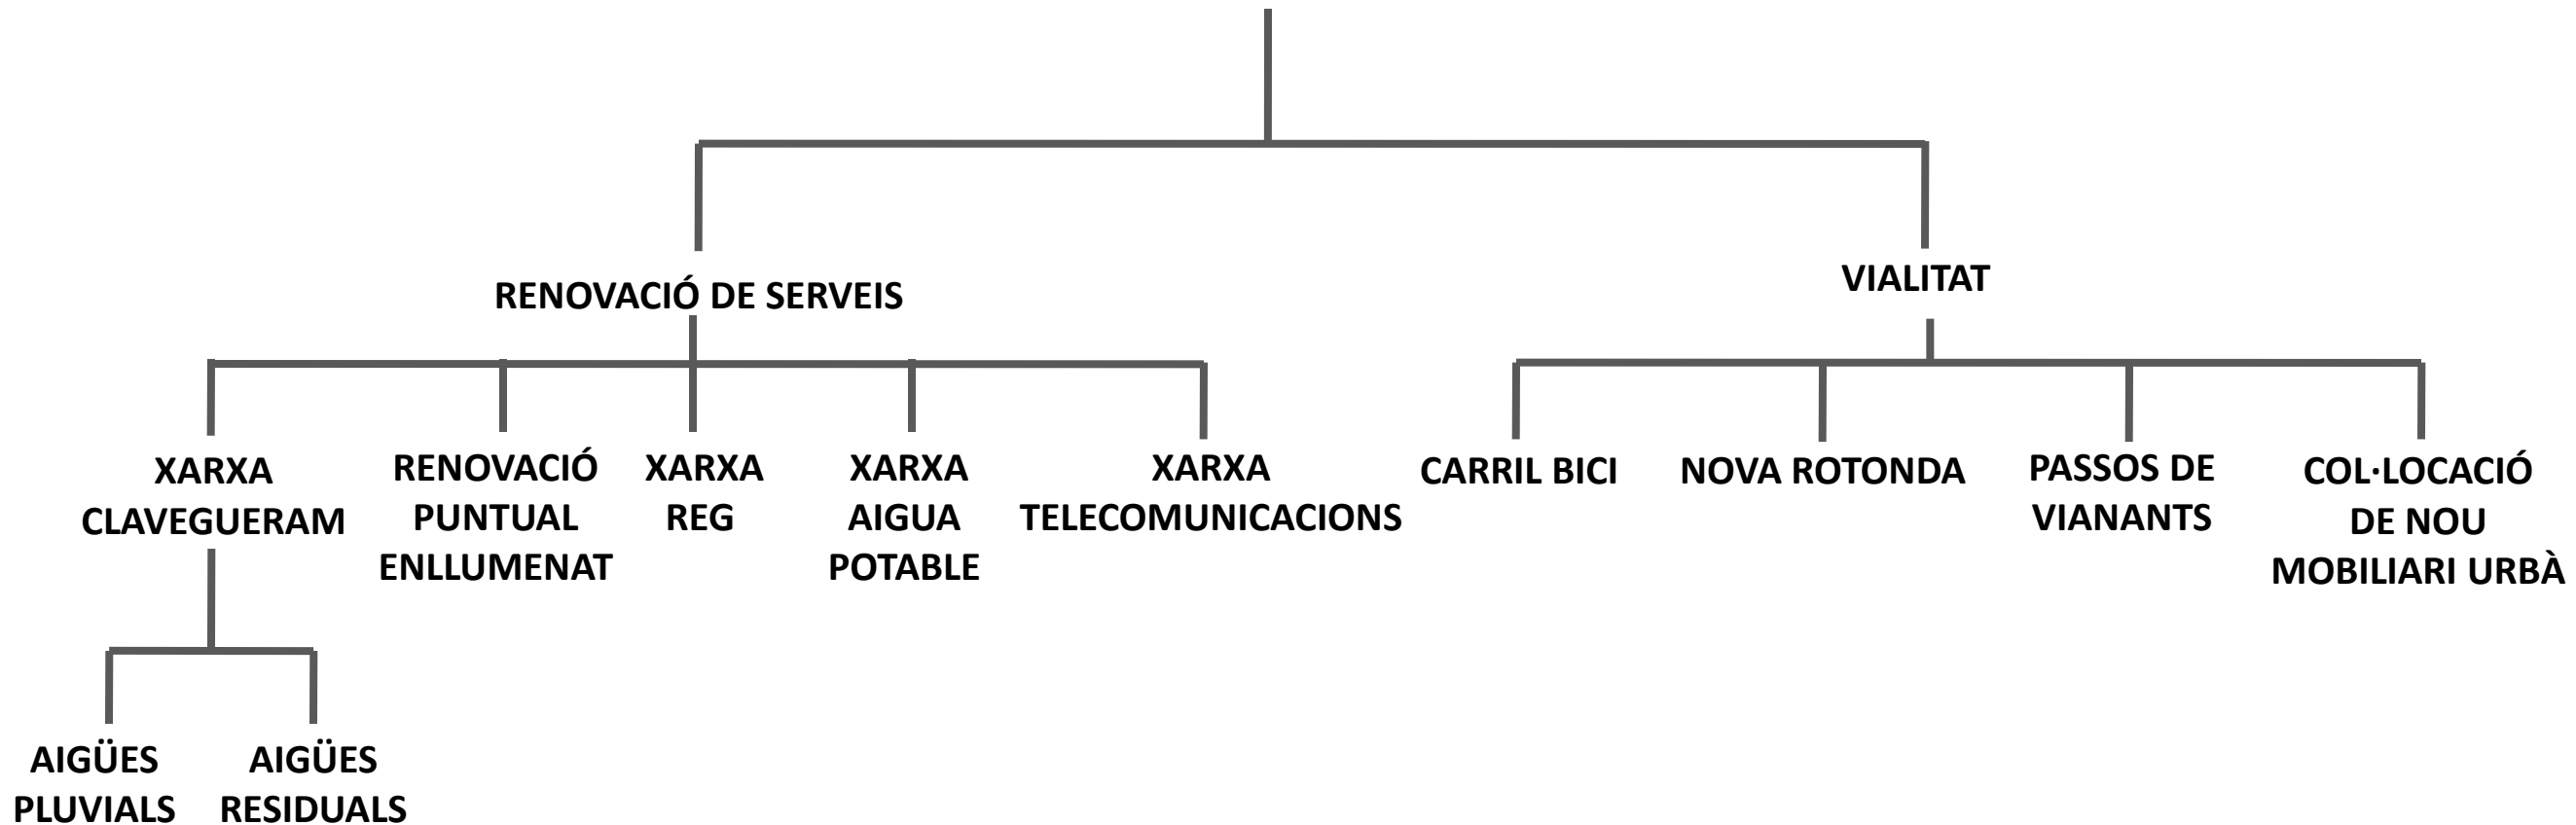 RENOVACIÓ DE SERVEIS
VIALITAT
XARXA
CLAVEGUERAM
RENOVACIÓ
PUNTUAL
ENLLUMENAT
XARXA
REG
XARXA
AIGUA
POTABLE
XARXA
TELECOMUNICACIONS
CARRIL BICI
NOVA ROTONDA
PASSOS DE
VIANANTS
COL·LOCACIÓ
DE NOU
MOBILIARI URBÀ
AIGÜES
PLUVIALS
AIGÜES
RESIDUALS